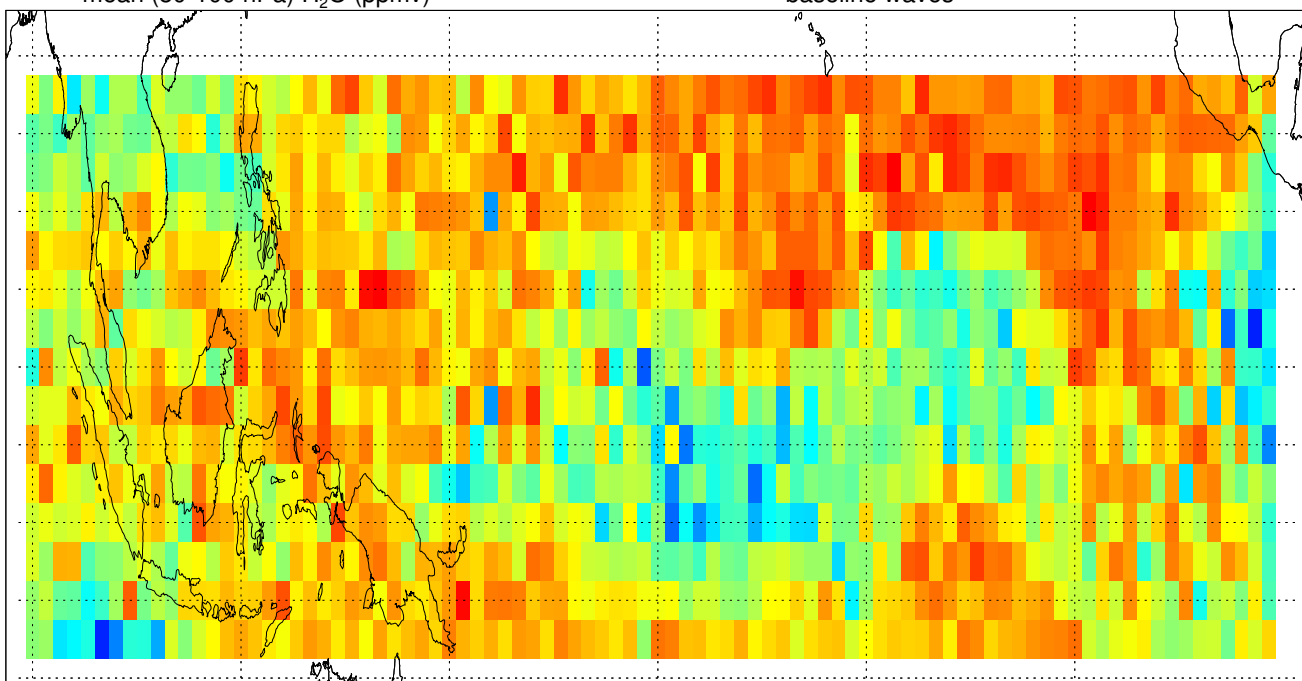 mean (80-100 hPa) H₂O (ppmv) baseline waves